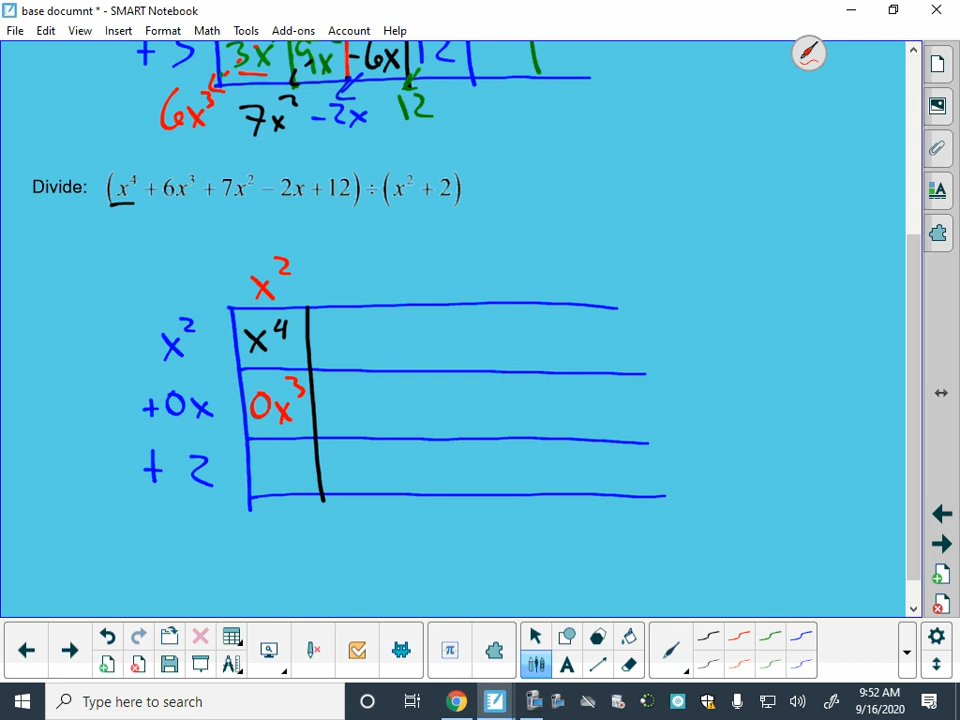 base documnt * - SMART Notebook
File Edit View Insert Format Math Tools Add-ons Account Help
+ 3x 9x -6x 12
6x³ 7x² -2x 12
Divide: (x⁴ + 6x³ + 7x² − 2x + 12) ÷ (x² + 2)
x²
x² x⁴
+0x 0x³
+ 2
π
A
Type here to search
9:52 AM
9/16/2020